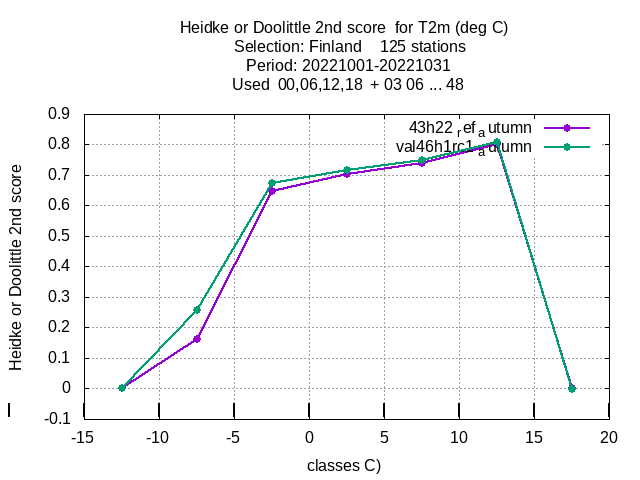 Heidke or Doolittle 2nd score  for T2m (deg C)
Selection: Finland    125 stations
Period: 20221001-20221031
Used  00,06,12,18  + 03 06 ... 48
0.9
0.8
0.7
0.6
0.5
0.4
0.3
0.2
0.1
0
-0.1
Heidke or Doolittle 2nd score
43h22 ref autumn
val46h1rc1 autumn
-15
-10
-5
0
5
10
15
20
classes C)